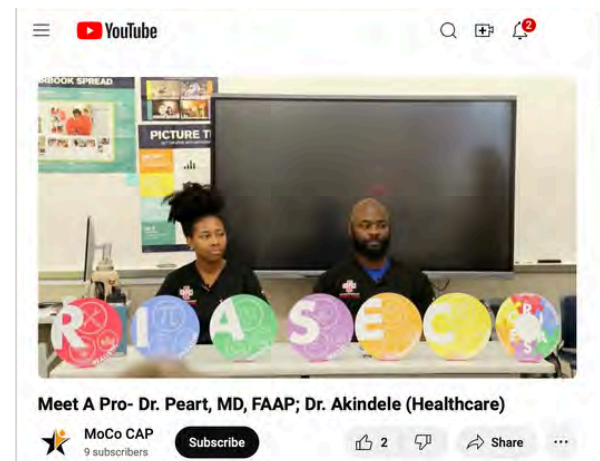 YouTube
2
BOOK SPREAD
PICTURE T
R I A S E C
Meet A Pro- Dr. Peart, MD, FAAP; Dr. Akindele (Healthcare)
MoCo CAP
9 subscribers
Subscribe
2
Share